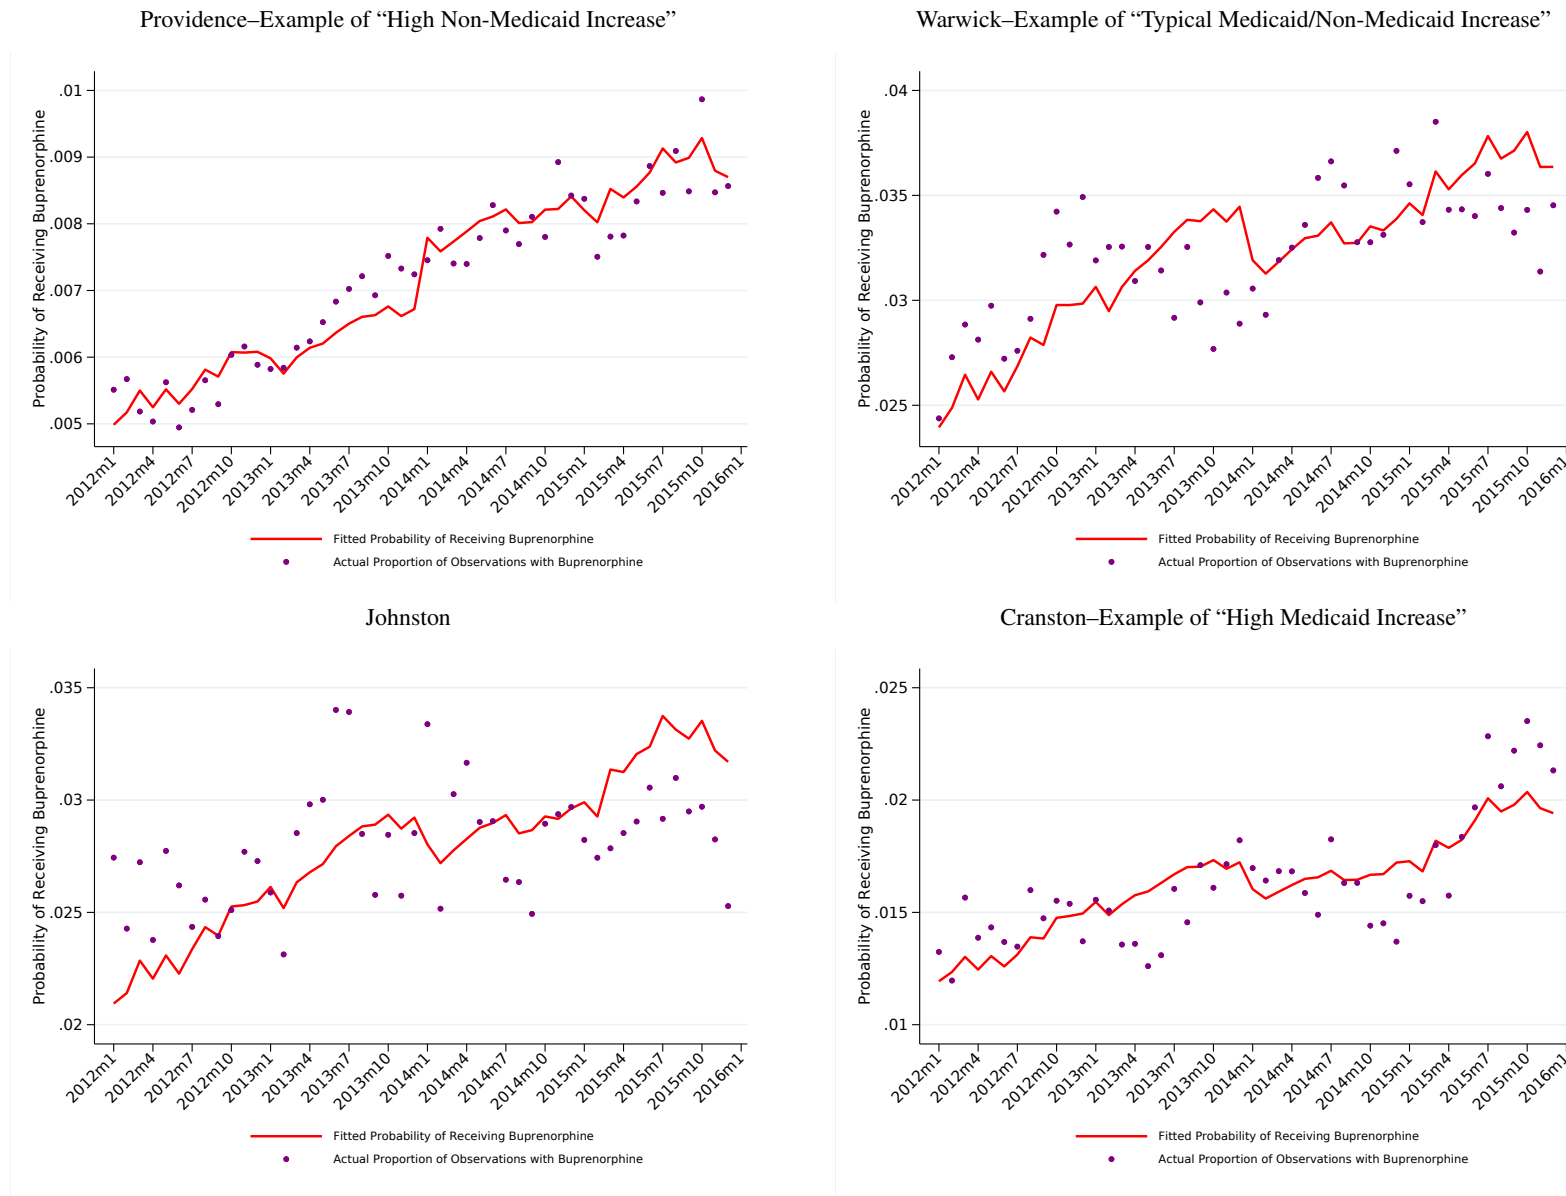 Providence–Example of “High Non-Medicaid Increase”
Probability of Receiving Buprenorphine
.01
.009
.008
.007
.006
.005
2012m1 2012m4 2012m7 2012m10 2013m1 2013m4 2013m7 2013m10 2014m1 2014m4 2014m7 2014m10 2015m1 2015m4 2015m7 2015m10 2016m1
Fitted Probability of Receiving Buprenorphine
Actual Proportion of Observations with Buprenorphine
Warwick–Example of “Typical Medicaid/Non-Medicaid Increase”
Probability of Receiving Buprenorphine
.04
.035
.03
.025
2012m1 2012m4 2012m7 2012m10 2013m1 2013m4 2013m7 2013m10 2014m1 2014m4 2014m7 2014m10 2015m1 2015m4 2015m7 2015m10 2016m1
Fitted Probability of Receiving Buprenorphine
Actual Proportion of Observations with Buprenorphine
Johnston
Probability of Receiving Buprenorphine
.035
.03
.025
.02
2012m1 2012m4 2012m7 2012m10 2013m1 2013m4 2013m7 2013m10 2014m1 2014m4 2014m7 2014m10 2015m1 2015m4 2015m7 2015m10 2016m1
Fitted Probability of Receiving Buprenorphine
Actual Proportion of Observations with Buprenorphine
Cranston–Example of “High Medicaid Increase”
Probability of Receiving Buprenorphine
.025
.02
.015
.01
2012m1 2012m4 2012m7 2012m10 2013m1 2013m4 2013m7 2013m10 2014m1 2014m4 2014m7 2014m10 2015m1 2015m4 2015m7 2015m10 2016m1
Fitted Probability of Receiving Buprenorphine
Actual Proportion of Observations with Buprenorphine